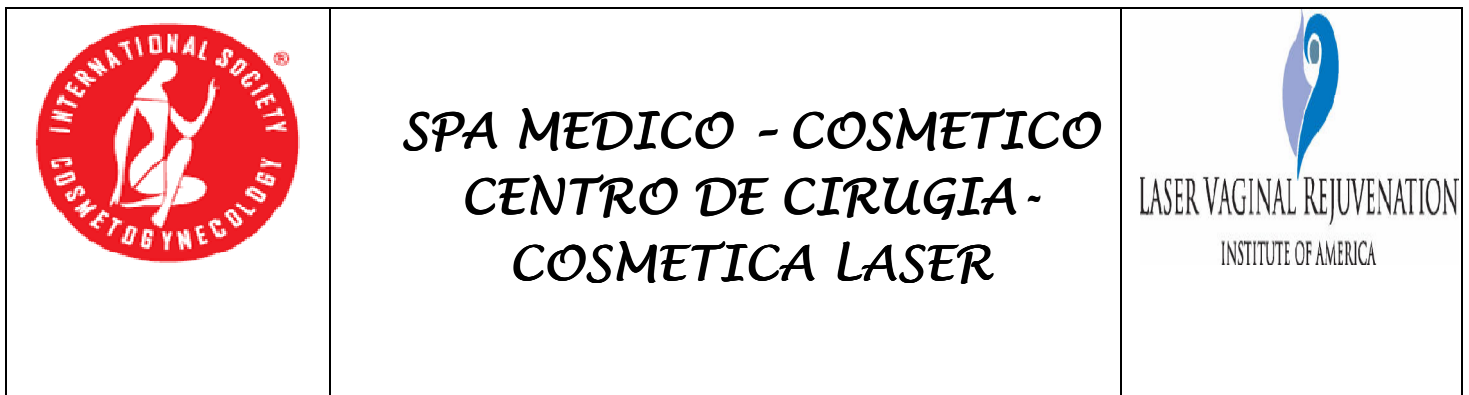 INTERNATIONAL SOCIETY ®
COSMETOGYNECOLOGY
SPA MEDICO – COSMETICO
CENTRO DE CIRUGIA-
COSMETICA LASER
LASER VAGINAL REJUVENATION
INSTITUTE OF AMERICA